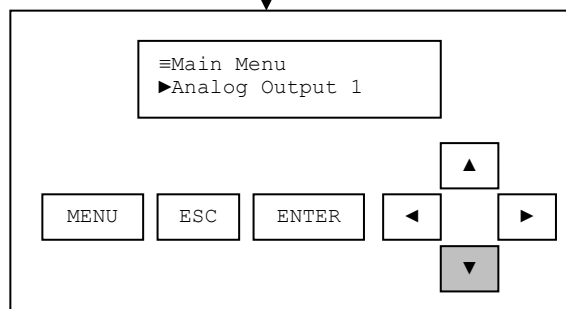 ≡Main Menu
►Analog Output 1
▲
MENU ESC ENTER ◄ ►
▼